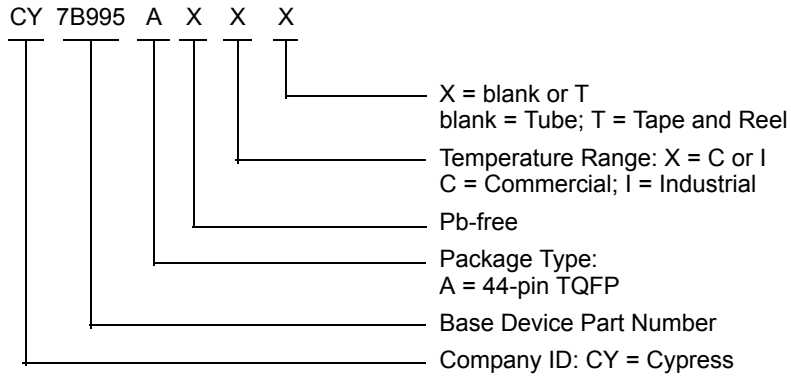 CY 7B995 A X X X
X = blank or T
blank = Tube; T = Tape and Reel
Temperature Range: X = C or I
C = Commercial; I = Industrial
Pb-free
Package Type:
A = 44-pin TQFP
Base Device Part Number
Company ID: CY = Cypress